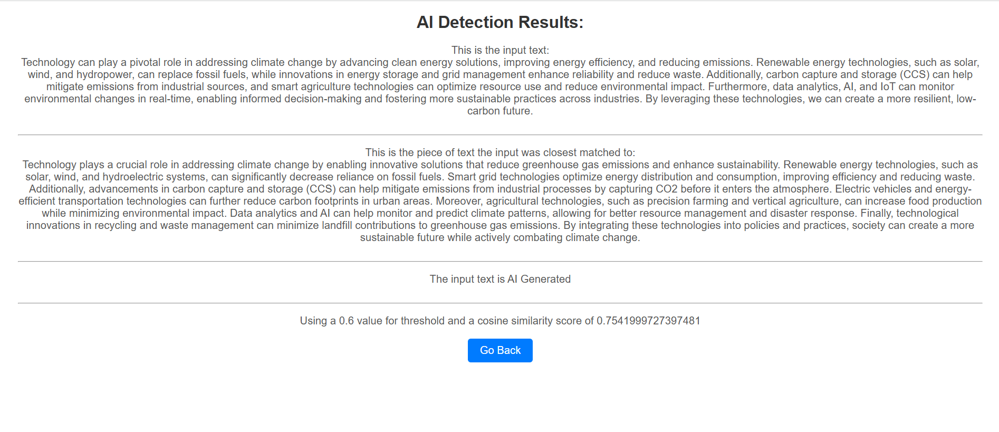 AI Detection Results:
This is the input text:
Technology can play a pivotal role in addressing climate change by advancing clean energy solutions, improving energy efficiency, and reducing emissions. Renewable energy technologies, such as solar,
wind, and hydropower, can replace fossil fuels, while innovations in energy storage and grid management enhance reliability and reduce waste. Additionally, carbon capture and storage (CCS) can help
mitigate emissions from industrial sources, and smart agriculture technologies can optimize resource use and reduce environmental impact. Furthermore, data analytics, AI, and IoT can monitor
environmental changes in real-time, enabling informed decision-making and fostering more sustainable practices across industries. By leveraging these technologies, we can create a more resilient, low-
carbon future.
This is the piece of text the input was closest matched to:
Technology plays a crucial role in addressing climate change by enabling innovative solutions that reduce greenhouse gas emissions and enhance sustainability. Renewable energy technologies, such as
solar, wind, and hydroelectric systems, can significantly decrease reliance on fossil fuels. Smart grid technologies optimize energy distribution and consumption, improving efficiency and reducing waste.
Additionally, advancements in carbon capture and storage (CCS) can help mitigate emissions from industrial processes by capturing CO2 before it enters the atmosphere. Electric vehicles and energy-
efficient transportation technologies can further reduce carbon footprints in urban areas. Moreover, agricultural technologies, such as precision farming and vertical agriculture, can increase food production
while minimizing environmental impact. Data analytics and AI can help monitor and predict climate patterns, allowing for better resource management and disaster response. Finally, technological
innovations in recycling and waste management can minimize landfill contributions to greenhouse gas emissions. By integrating these technologies into policies and practices, society can create a more
sustainable future while actively combating climate change.
The input text is AI Generated
Using a 0.6 value for threshold and a cosine similarity score of 0.7541999727397481
Go Back